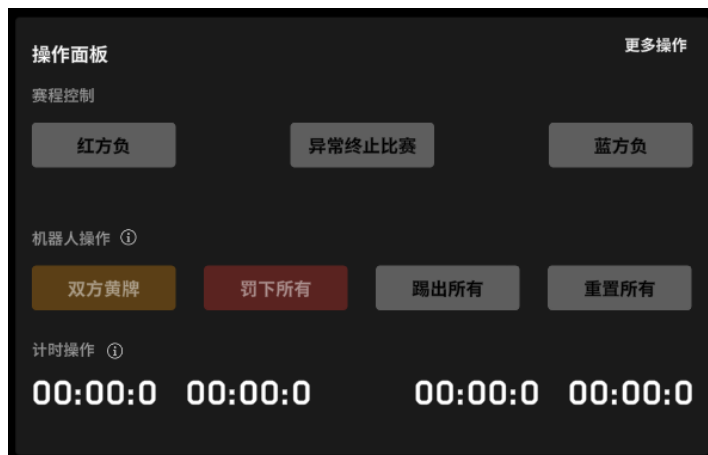 操作面板 更多操作
赛程控制
红方负 异常终止比赛 蓝方负
机器人操作
双方黄牌 罚下所有 踢出所有 重置所有
计时操作
00:00:0 00:00:0 00:00:0 00:00:0